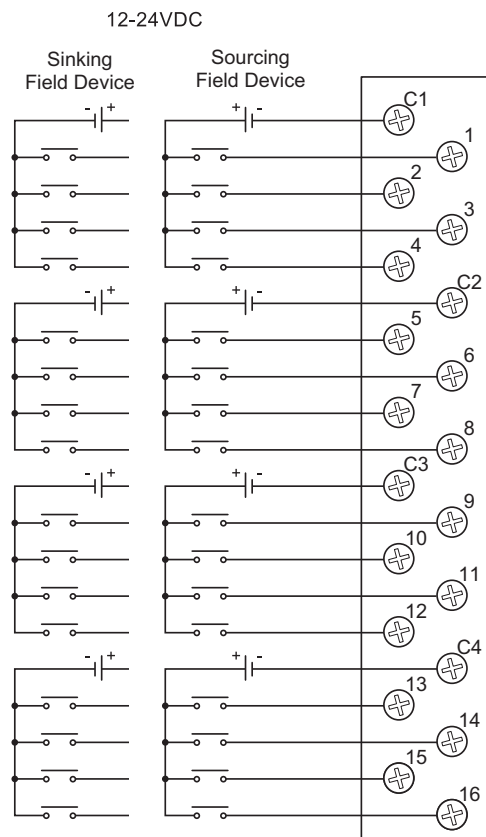 12-24VDC
Sinking
Field Device
Sourcing
Field Device
- + + - C1
1
2
3
4
- + + - C2
5
6
7
8
- + + - C3
9
10
11
12
- + + - C4
13
14
15
16